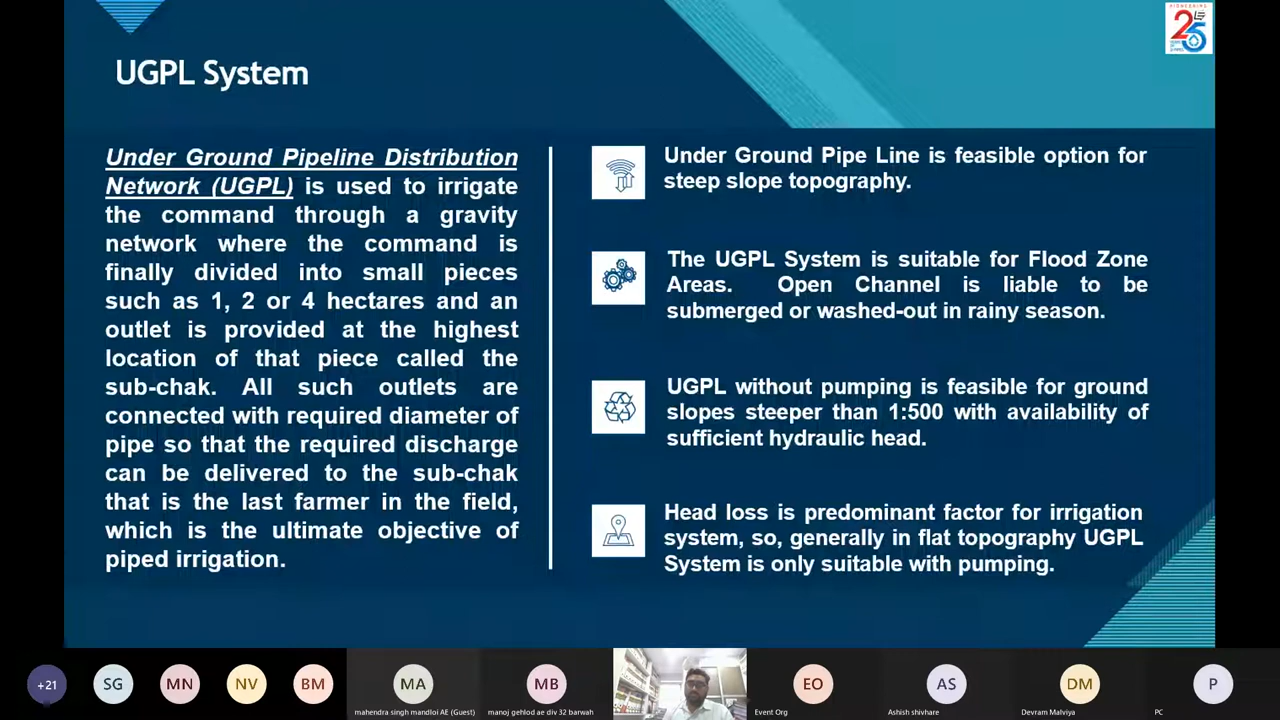 PIONEERING
25
UGPL System
Under Ground Pipeline Distribution
Network (UGPL) is used to irrigate
the command through a gravity
network where the command is
finally divided into small pieces
such as 1, 2 or 4 hectares and an
outlet is provided at the highest
location of that piece called the
sub-chak. All such outlets are
connected with required diameter of
pipe so that the required discharge
can be delivered to the sub-chak
that is the last farmer in the field,
which is the ultimate objective of
piped irrigation.
Under Ground Pipe Line is feasible option for
steep slope topography.
The UGPL System is suitable for Flood Zone
Areas. Open Channel is liable to be
submerged or washed-out in rainy season.
UGPL without pumping is feasible for ground
slopes steeper than 1:500 with availability of
sufficient hydraulic head.
Head loss is predominant factor for irrigation
system, so, generally in flat topography UGPL
System is only suitable with pumping.
+21
SG
MN
NV
BM
MA
MB
EO
AS
DM
P
mahendra singh mandloi AE (Guest)
manoj gehlod ae div 32 barwah
Event Org
Ashish shivhare
Devram Malviya
PC